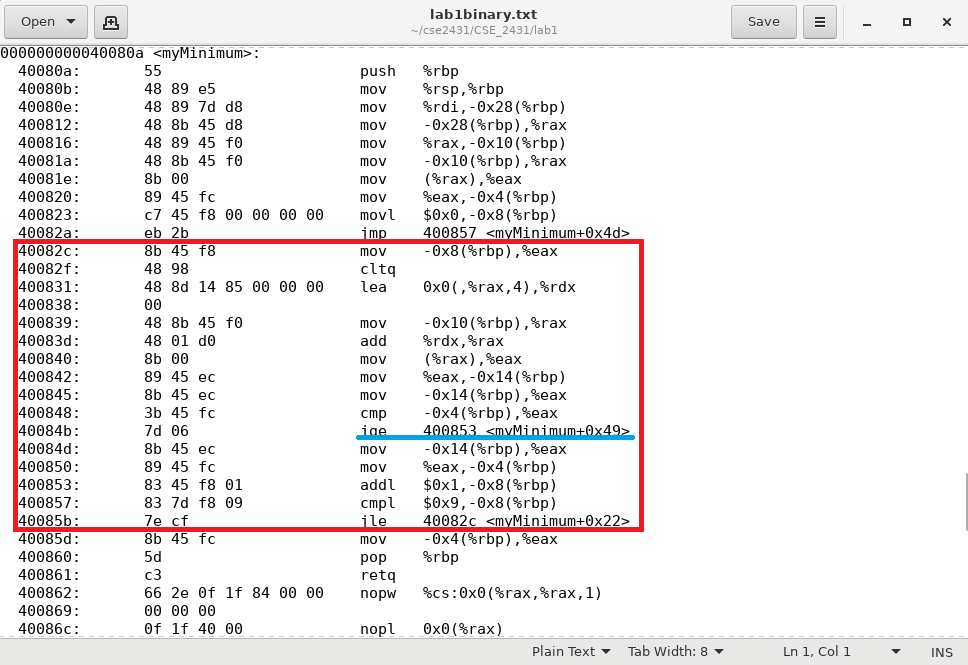 Open lab1binary.txt Save
~/cse2431/CSE_2431/lab1
000000000040080a <myMinimum>:
40080a: 55 push %rbp
40080b: 48 89 e5 mov %rsp,%rbp
40080e: 48 89 7d d8 mov %rdi,-0x28(%rbp)
400812: 48 8b 45 d8 mov -0x28(%rbp),%rax
400816: 48 89 45 f0 mov %rax,-0x10(%rbp)
40081a: 48 8b 45 f0 mov -0x10(%rbp),%rax
40081e: 8b 00 mov (%rax),%eax
400820: 89 45 fc mov %eax,-0x4(%rbp)
400823: c7 45 f8 00 00 00 00 movl $0x0,-0x8(%rbp)
40082a: eb 2b jmp 400857 <myMinimum+0x4d>
40082c: 8b 45 f8 mov -0x8(%rbp),%eax
40082f: 48 98 cltq
400831: 48 8d 14 85 00 00 00 lea 0x0(,%rax,4),%rdx
400838: 00
400839: 48 8b 45 f0 mov -0x10(%rbp),%rax
40083d: 48 01 d0 add %rdx,%rax
400840: 8b 00 mov (%rax),%eax
400842: 89 45 ec mov %eax,-0x14(%rbp)
400845: 8b 45 ec mov -0x14(%rbp),%eax
400848: 3b 45 fc cmp -0x4(%rbp),%eax
40084b: 7d 06 jge 400853 <myMinimum+0x49>
40084d: 8b 45 ec mov -0x14(%rbp),%eax
400850: 89 45 fc mov %eax,-0x4(%rbp)
400853: 83 45 f8 01 addl $0x1,-0x8(%rbp)
400857: 83 7d f8 09 cmpl $0x9,-0x8(%rbp)
40085b: 7e cf jle 40082c <myMinimum+0x22>
40085d: 8b 45 fc mov -0x4(%rbp),%eax
400860: 5d pop %rbp
400861: c3 retq
400862: 66 2e 0f 1f 84 00 00 nopw %cs:0x0(%rax,%rax,1)
400869: 00 00 00
40086c: 0f 1f 40 00 nopl 0x0(%rax)
Plain Text Tab Width: 8 Ln 1, Col 1 INS